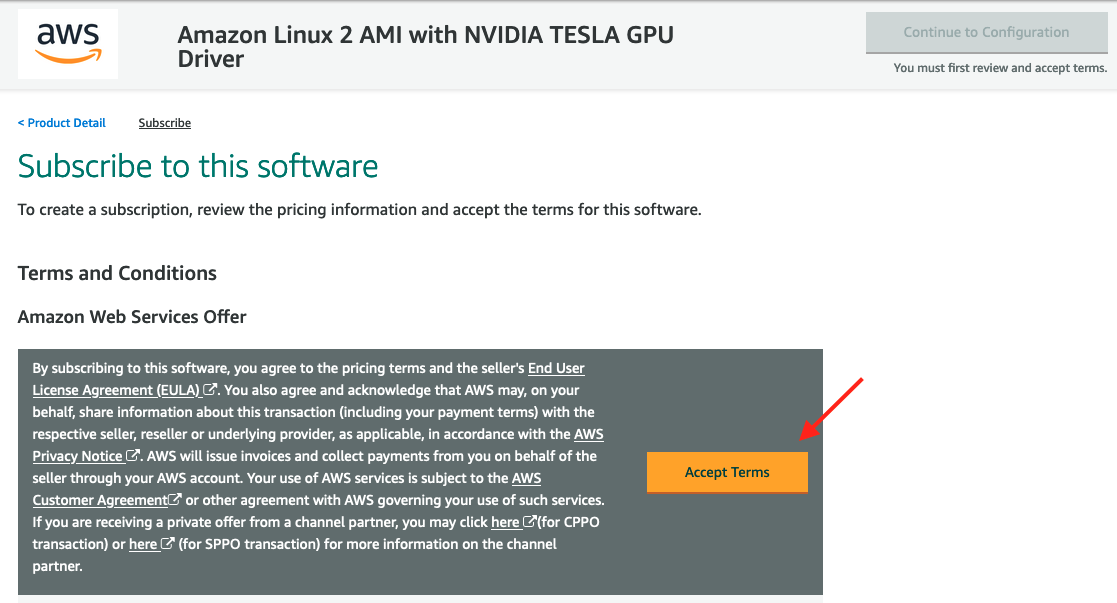 aws
Amazon Linux 2 AMI with NVIDIA TESLA GPU
Driver
Continue to Configuration
You must first review and accept terms.
< Product Detail
Subscribe
Subscribe to this software
To create a subscription, review the pricing information and accept the terms for this software.
Terms and Conditions
Amazon Web Services Offer
By subscribing to this software, you agree to the pricing terms and the seller's End User
License Agreement (EULA) . You also agree and acknowledge that AWS may, on your
behalf, share information about this transaction (including your payment terms) with the
respective seller, reseller or underlying provider, as applicable, in accordance with the AWS
Privacy Notice . AWS will issue invoices and collect payments from you on behalf of the
seller through your AWS account. Your use of AWS services is subject to the AWS
Customer Agreement or other agreement with AWS governing your use of such services.
If you are receiving a private offer from a channel partner, you may click here (for CPPO
transaction) or here (for SPPO transaction) for more information on the channel
partner.
Accept Terms